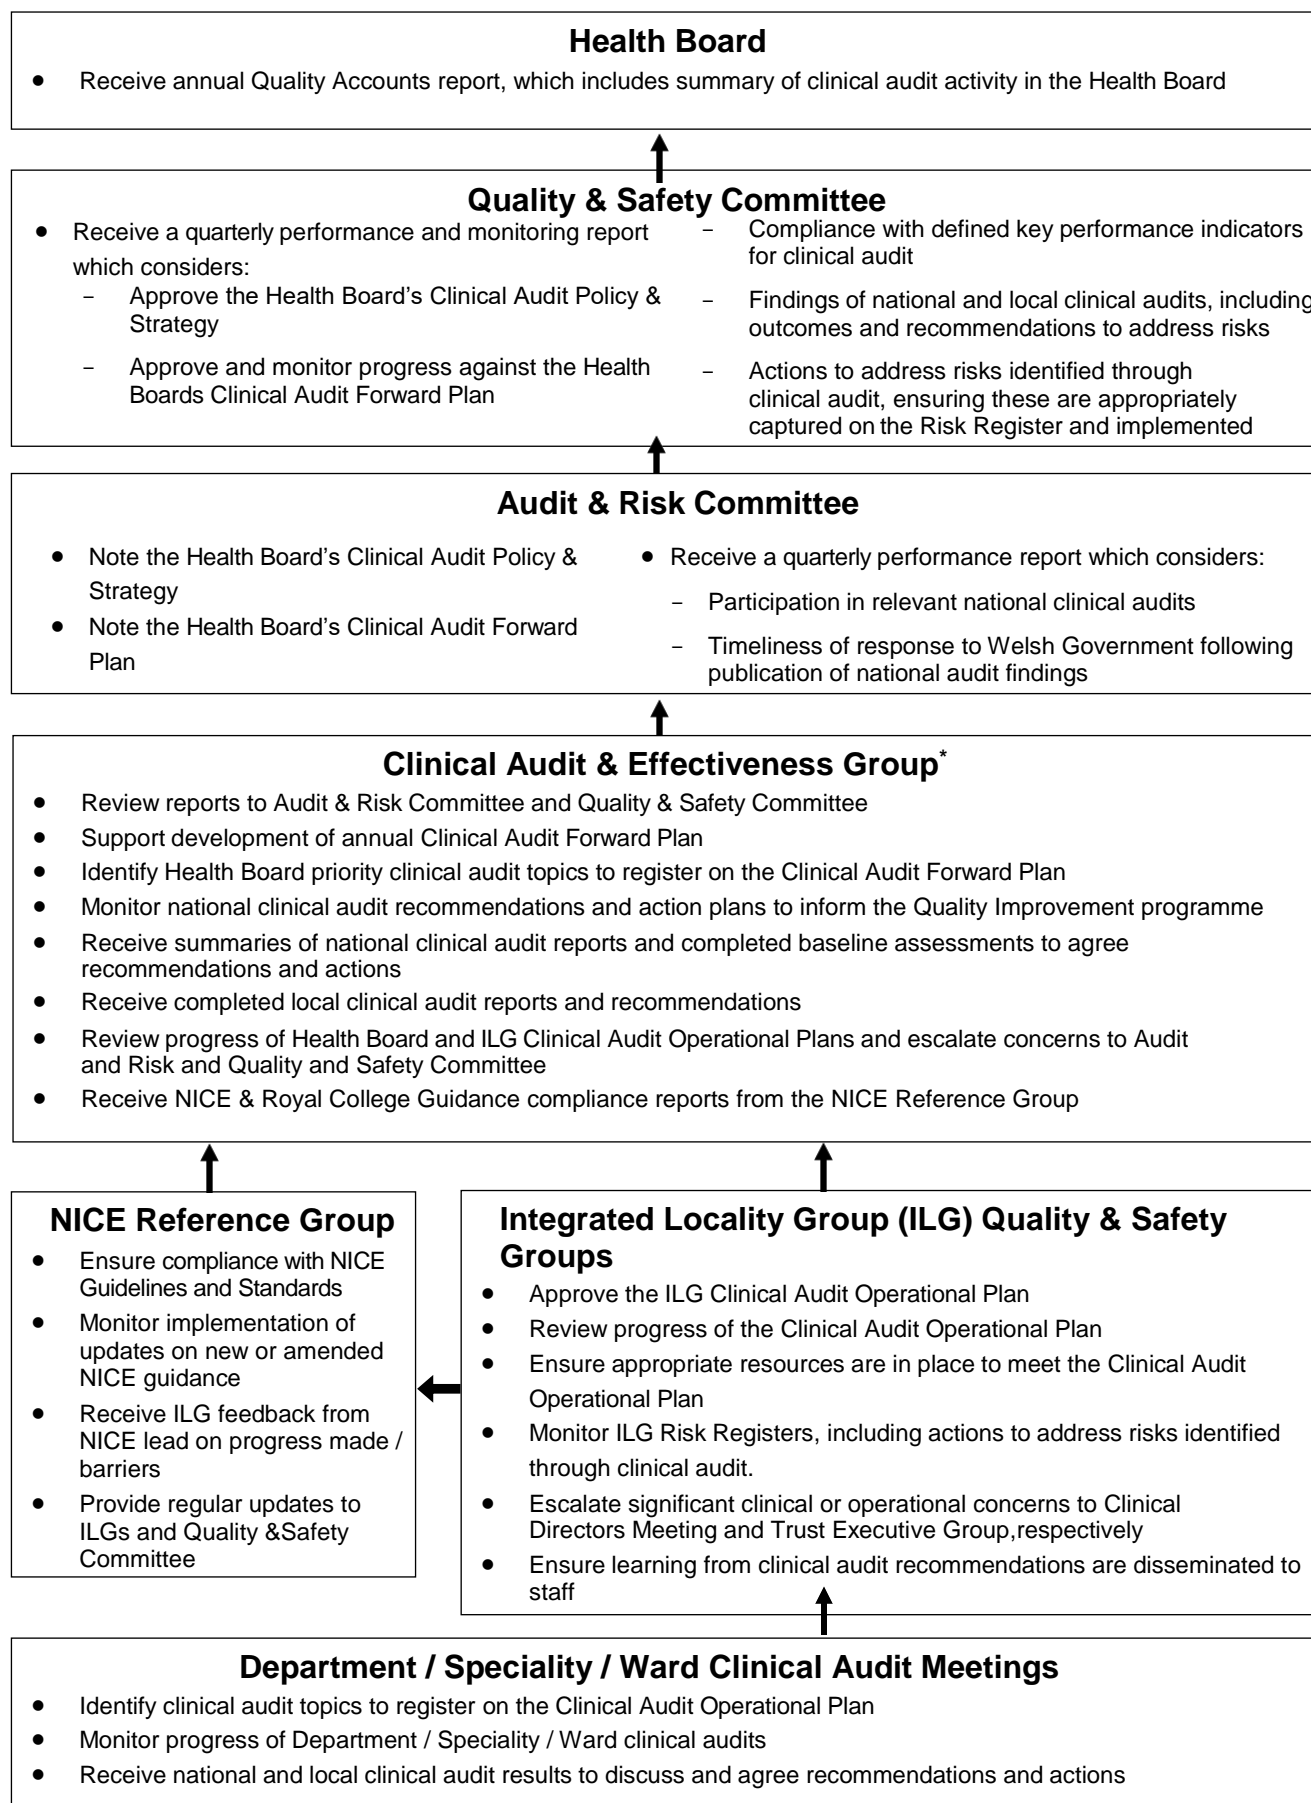 Health Board
● Receive annual Quality Accounts report, which includes summary of clinical audit activity in the Health Board
Quality & Safety Committee
● Receive a quarterly performance and monitoring report
which considers:
– Approve the Health Board's Clinical Audit Policy &
Strategy
– Approve and monitor progress against the Health
Boards Clinical Audit Forward Plan
– Compliance with defined key performance indicators
for clinical audit
– Findings of national and local clinical audits, including
outcomes and recommendations to address risks
– Actions to address risks identified through
clinical audit, ensuring these are appropriately
captured on the Risk Register and implemented
Audit & Risk Committee
● Note the Health Board's Clinical Audit Policy &
Strategy
● Note the Health Board's Clinical Audit Forward
Plan
● Receive a quarterly performance report which considers:
– Participation in relevant national clinical audits
– Timeliness of response to Welsh Government following
publication of national audit findings
Clinical Audit & Effectiveness Group*
● Review reports to Audit & Risk Committee and Quality & Safety Committee
● Support development of annual Clinical Audit Forward Plan
● Identify Health Board priority clinical audit topics to register on the Clinical Audit Forward Plan
● Monitor national clinical audit recommendations and action plans to inform the Quality Improvement programme
● Receive summaries of national clinical audit reports and completed baseline assessments to agree
recommendations and actions
● Receive completed local clinical audit reports and recommendations
● Review progress of Health Board and ILG Clinical Audit Operational Plans and escalate concerns to Audit
and Risk and Quality and Safety Committee
● Receive NICE & Royal College Guidance compliance reports from the NICE Reference Group
NICE Reference Group
● Ensure compliance with NICE
Guidelines and Standards
● Monitor implementation of
updates on new or amended
NICE guidance
● Receive ILG feedback from
NICE lead on progress made /
barriers
● Provide regular updates to
ILGs and Quality &Safety
Committee
Integrated Locality Group (ILG) Quality & Safety
Groups
● Approve the ILG Clinical Audit Operational Plan
● Review progress of the Clinical Audit Operational Plan
● Ensure appropriate resources are in place to meet the Clinical Audit
Operational Plan
● Monitor ILG Risk Registers, including actions to address risks identified
through clinical audit.
● Escalate significant clinical or operational concerns to Clinical
Directors Meeting and Trust Executive Group,respectively
● Ensure learning from clinical audit recommendations are disseminated to
staff
Department / Speciality / Ward Clinical Audit Meetings
● Identify clinical audit topics to register on the Clinical Audit Operational Plan
● Monitor progress of Department / Speciality / Ward clinical audits
● Receive national and local clinical audit results to discuss and agree recommendations and actions